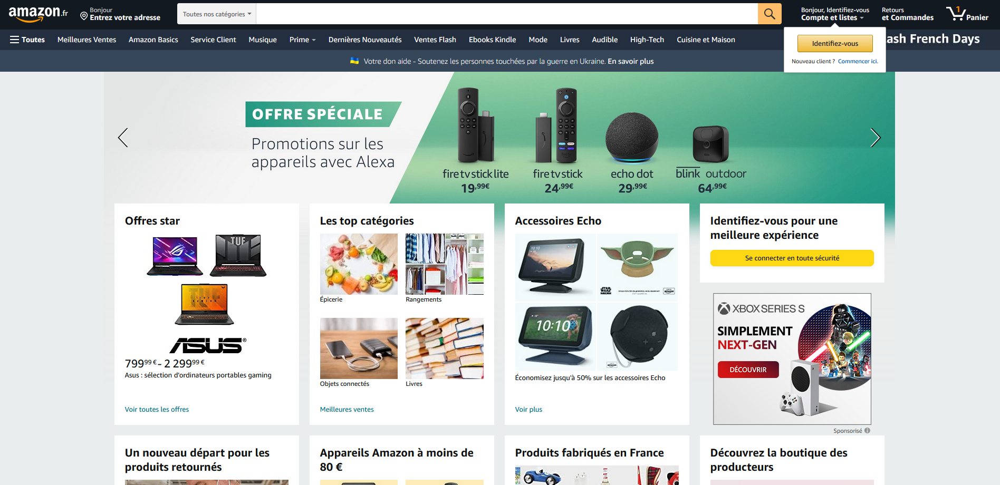 amazon.fr
Bonjour
Entrez votre adresse
Toutes nos catégories
Bonjour, Identifiez-vous
Compte et listes
Retours
et Commandes
1
Panier
Toutes
Meilleures Ventes
Amazon Basics
Service Client
Musique
Prime
Dernières Nouveautés
Ventes Flash
Ebooks Kindle
Mode
Livres
Audible
High-Tech
Cuisine et Maison
ash French Days
Identifiez-vous
Nouveau client ? Commencer ici.
Votre don aide - Soutenez les personnes touchées par la guerre en Ukraine. En savoir plus
OFFRE SPÉCIALE
Promotions sur les
appareils avec Alexa
fire tv stick lite
19,99€
fire tv stick
24,99€
echo dot
29,99€
blink outdoor
64,99€
Offres star
TUF
ASUS®
79999 € - 2 29999 €
Asus : sélection d'ordinateurs portables gaming
Voir toutes les offres
Les top catégories
Épicerie
Rangements
Objets connectés
Livres
Meilleures ventes
Accessoires Echo
10:10
STAR WARS
amazon
10:10
amazon
Économisez jusqu'à 50% sur les accessoires Echo
Voir plus
Identifiez-vous pour une
meilleure expérience
Se connecter en toute sécurité
XBOX SERIES S
SIMPLEMENT
NEXT-GEN
DÉCOUVRIR
Sponsorisé
Un nouveau départ pour les
produits retournés
Appareils Amazon à moins de
80 €
Produits fabriqués en France
Découvrez la boutique des
producteurs